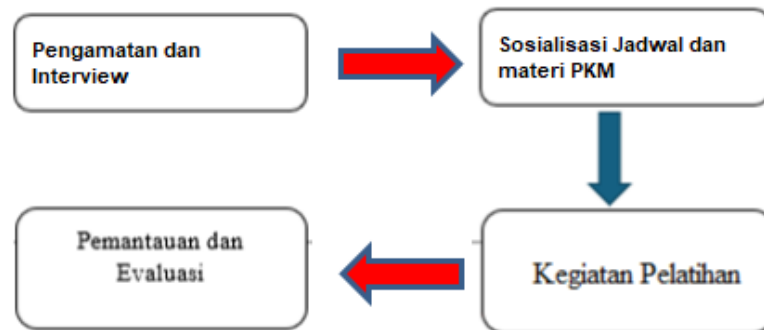 Pengamatan dan
Interview
Sosialisasi Jadwal dan
materi PKM
Kegiatan Pelatihan
Pemantauan dan
Evaluasi